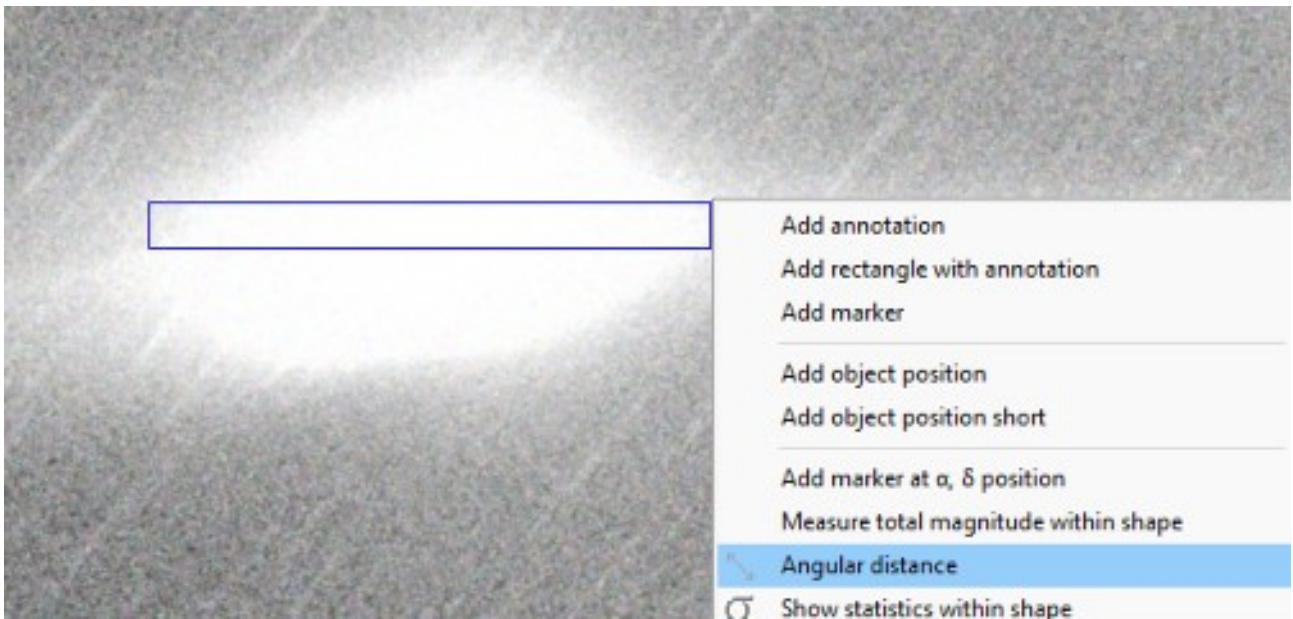 Add annotation
Add rectangle with annotation
Add marker
Add object position
Add object position short
Add marker at α, δ position
Measure total magnitude within shape
Angular distance
Show statistics within shape